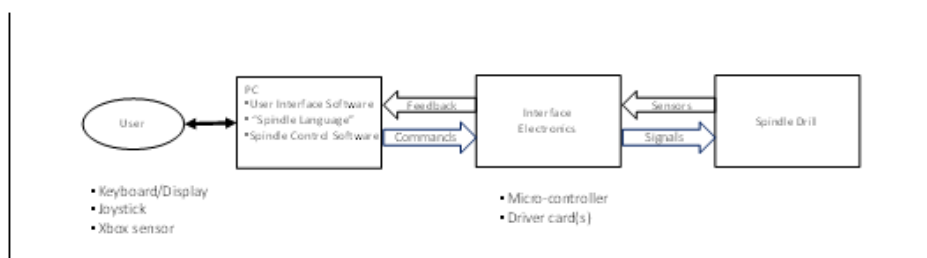 User
PC
▪User Interface Software
▪ “Spindle Language”
▪Spindle Control Software
Feedback
Commands
Interface
Electronics
Sensors
Signals
Spindle Drill
▪ Keyboard/Display
▪ Joystick
▪ Xbox sensor
▪ Micro-controller
▪ Driver card(s)